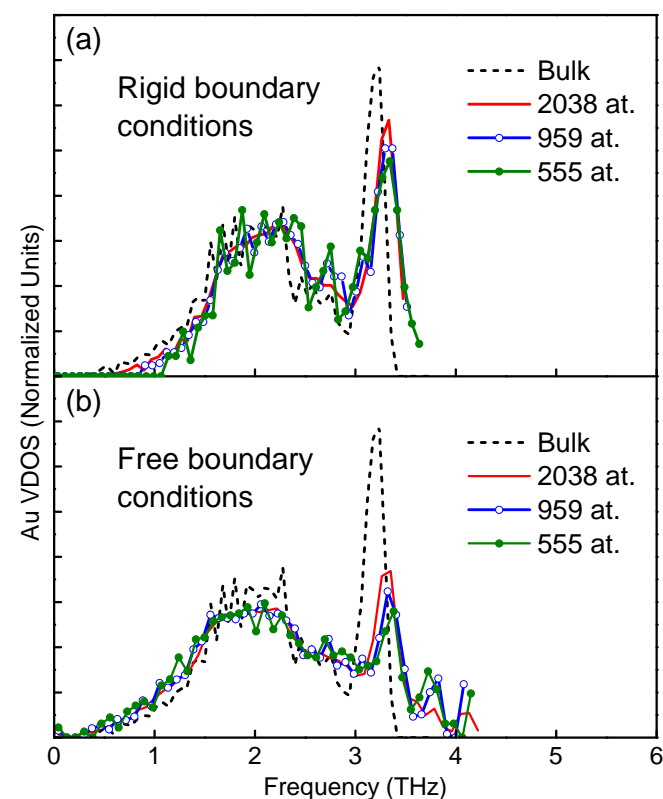 (a)
Rigid boundary
conditions
Bulk
2038 at.
959 at.
555 at.
(b)
Free boundary
conditions
Bulk
2038 at.
959 at.
555 at.
Au VDOS (Normalized Units)
0 1 2 3 4 5 6
Frequency (THz)